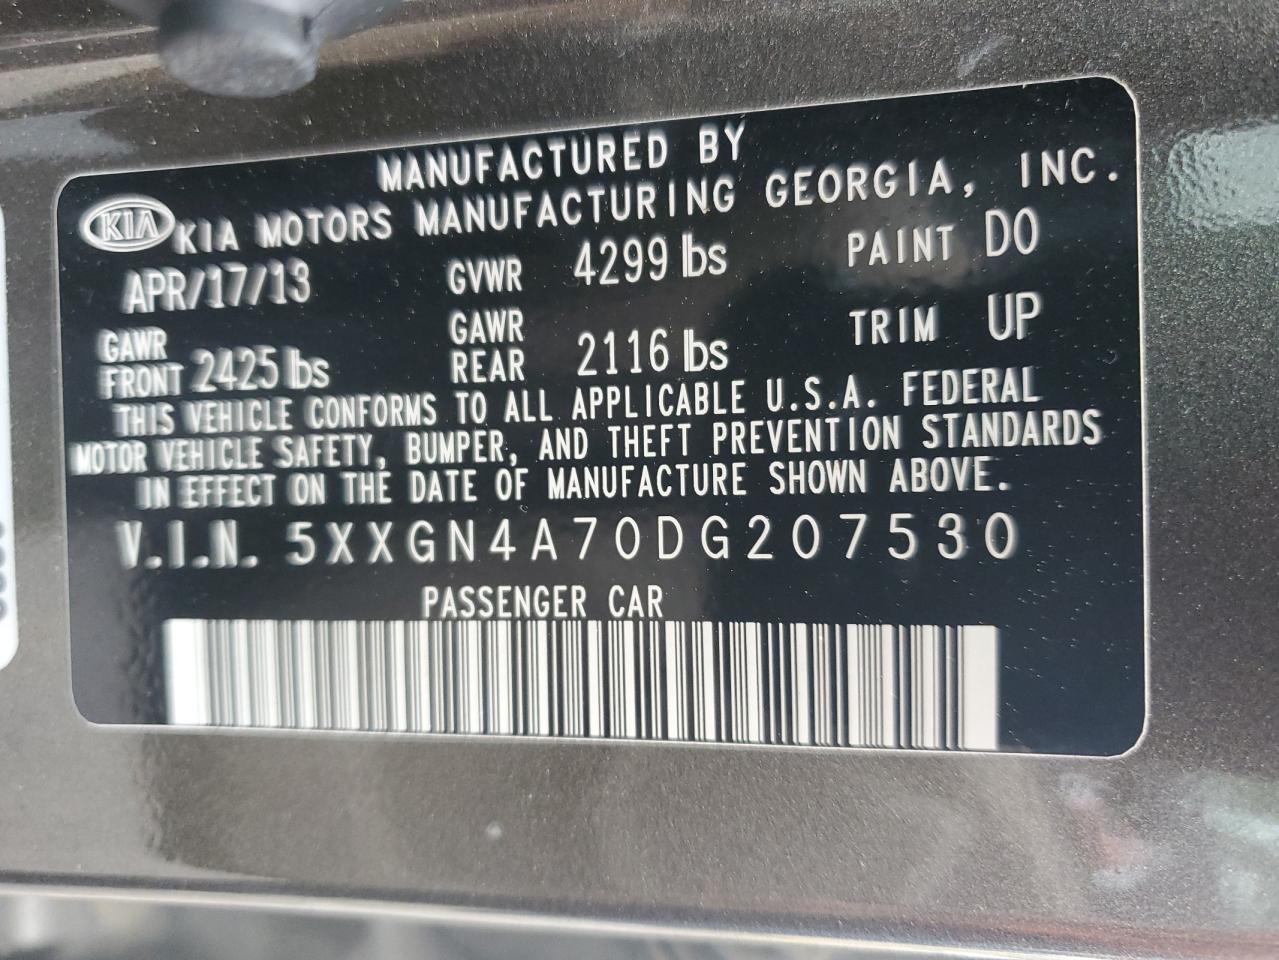 MANUFACTURED BY
KIA KIA MOTORS MANUFACTURING GEORGIA, INC.
APR/17/13 GVWR 4299 lbs PAINT D0
GAWR FRONT 2425 lbs GAWR REAR 2116 lbs TRIM UP
THIS VEHICLE CONFORMS TO ALL APPLICABLE U.S.A. FEDERAL
MOTOR VEHICLE SAFETY, BUMPER, AND THEFT PREVENTION STANDARDS
IN EFFECT ON THE DATE OF MANUFACTURE SHOWN ABOVE.
V.I.N. 5XXGN4A70DG207530
PASSENGER CAR